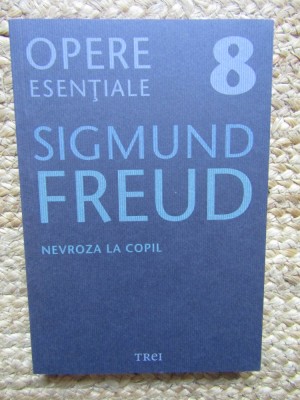 OPERE 8
ESENŢIALE
SIGMUND
FREUD
NEVROZA LA COPIL
TREI